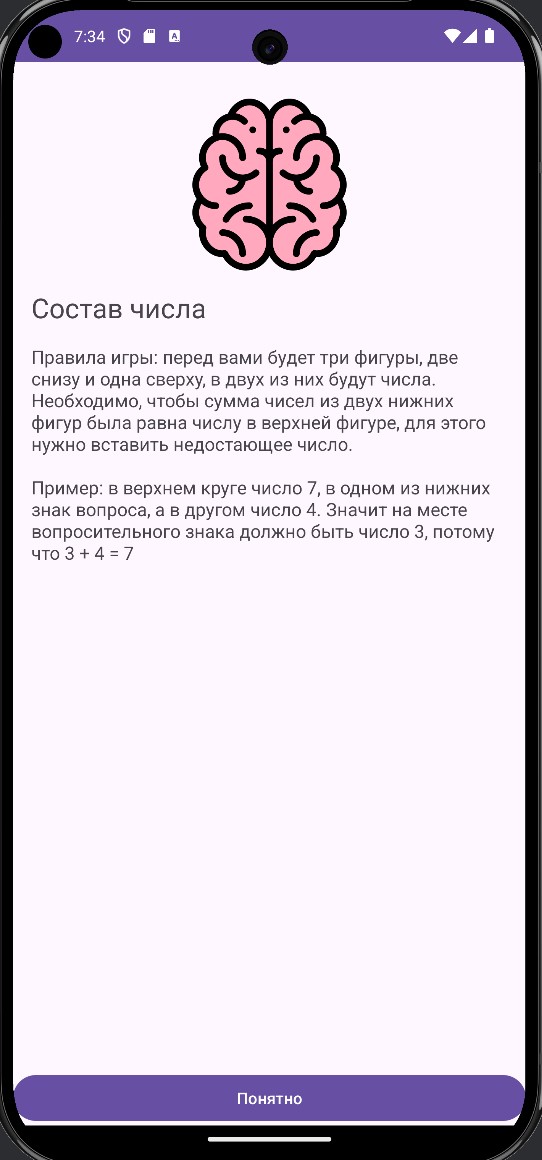 7:34
Состав числа
Правила игры: перед вами будет три фигуры, две
снизу и одна сверху, в двух из них будут числа.
Необходимо, чтобы сумма чисел из двух нижних
фигур была равна числу в верхней фигуре, для этого
нужно вставить недостающее число.
Пример: в верхнем круге число 7, в одном из нижних
знак вопроса, а в другом число 4. Значит на месте
вопросительного знака должно быть число 3, потому
что 3 + 4 = 7
Понятно